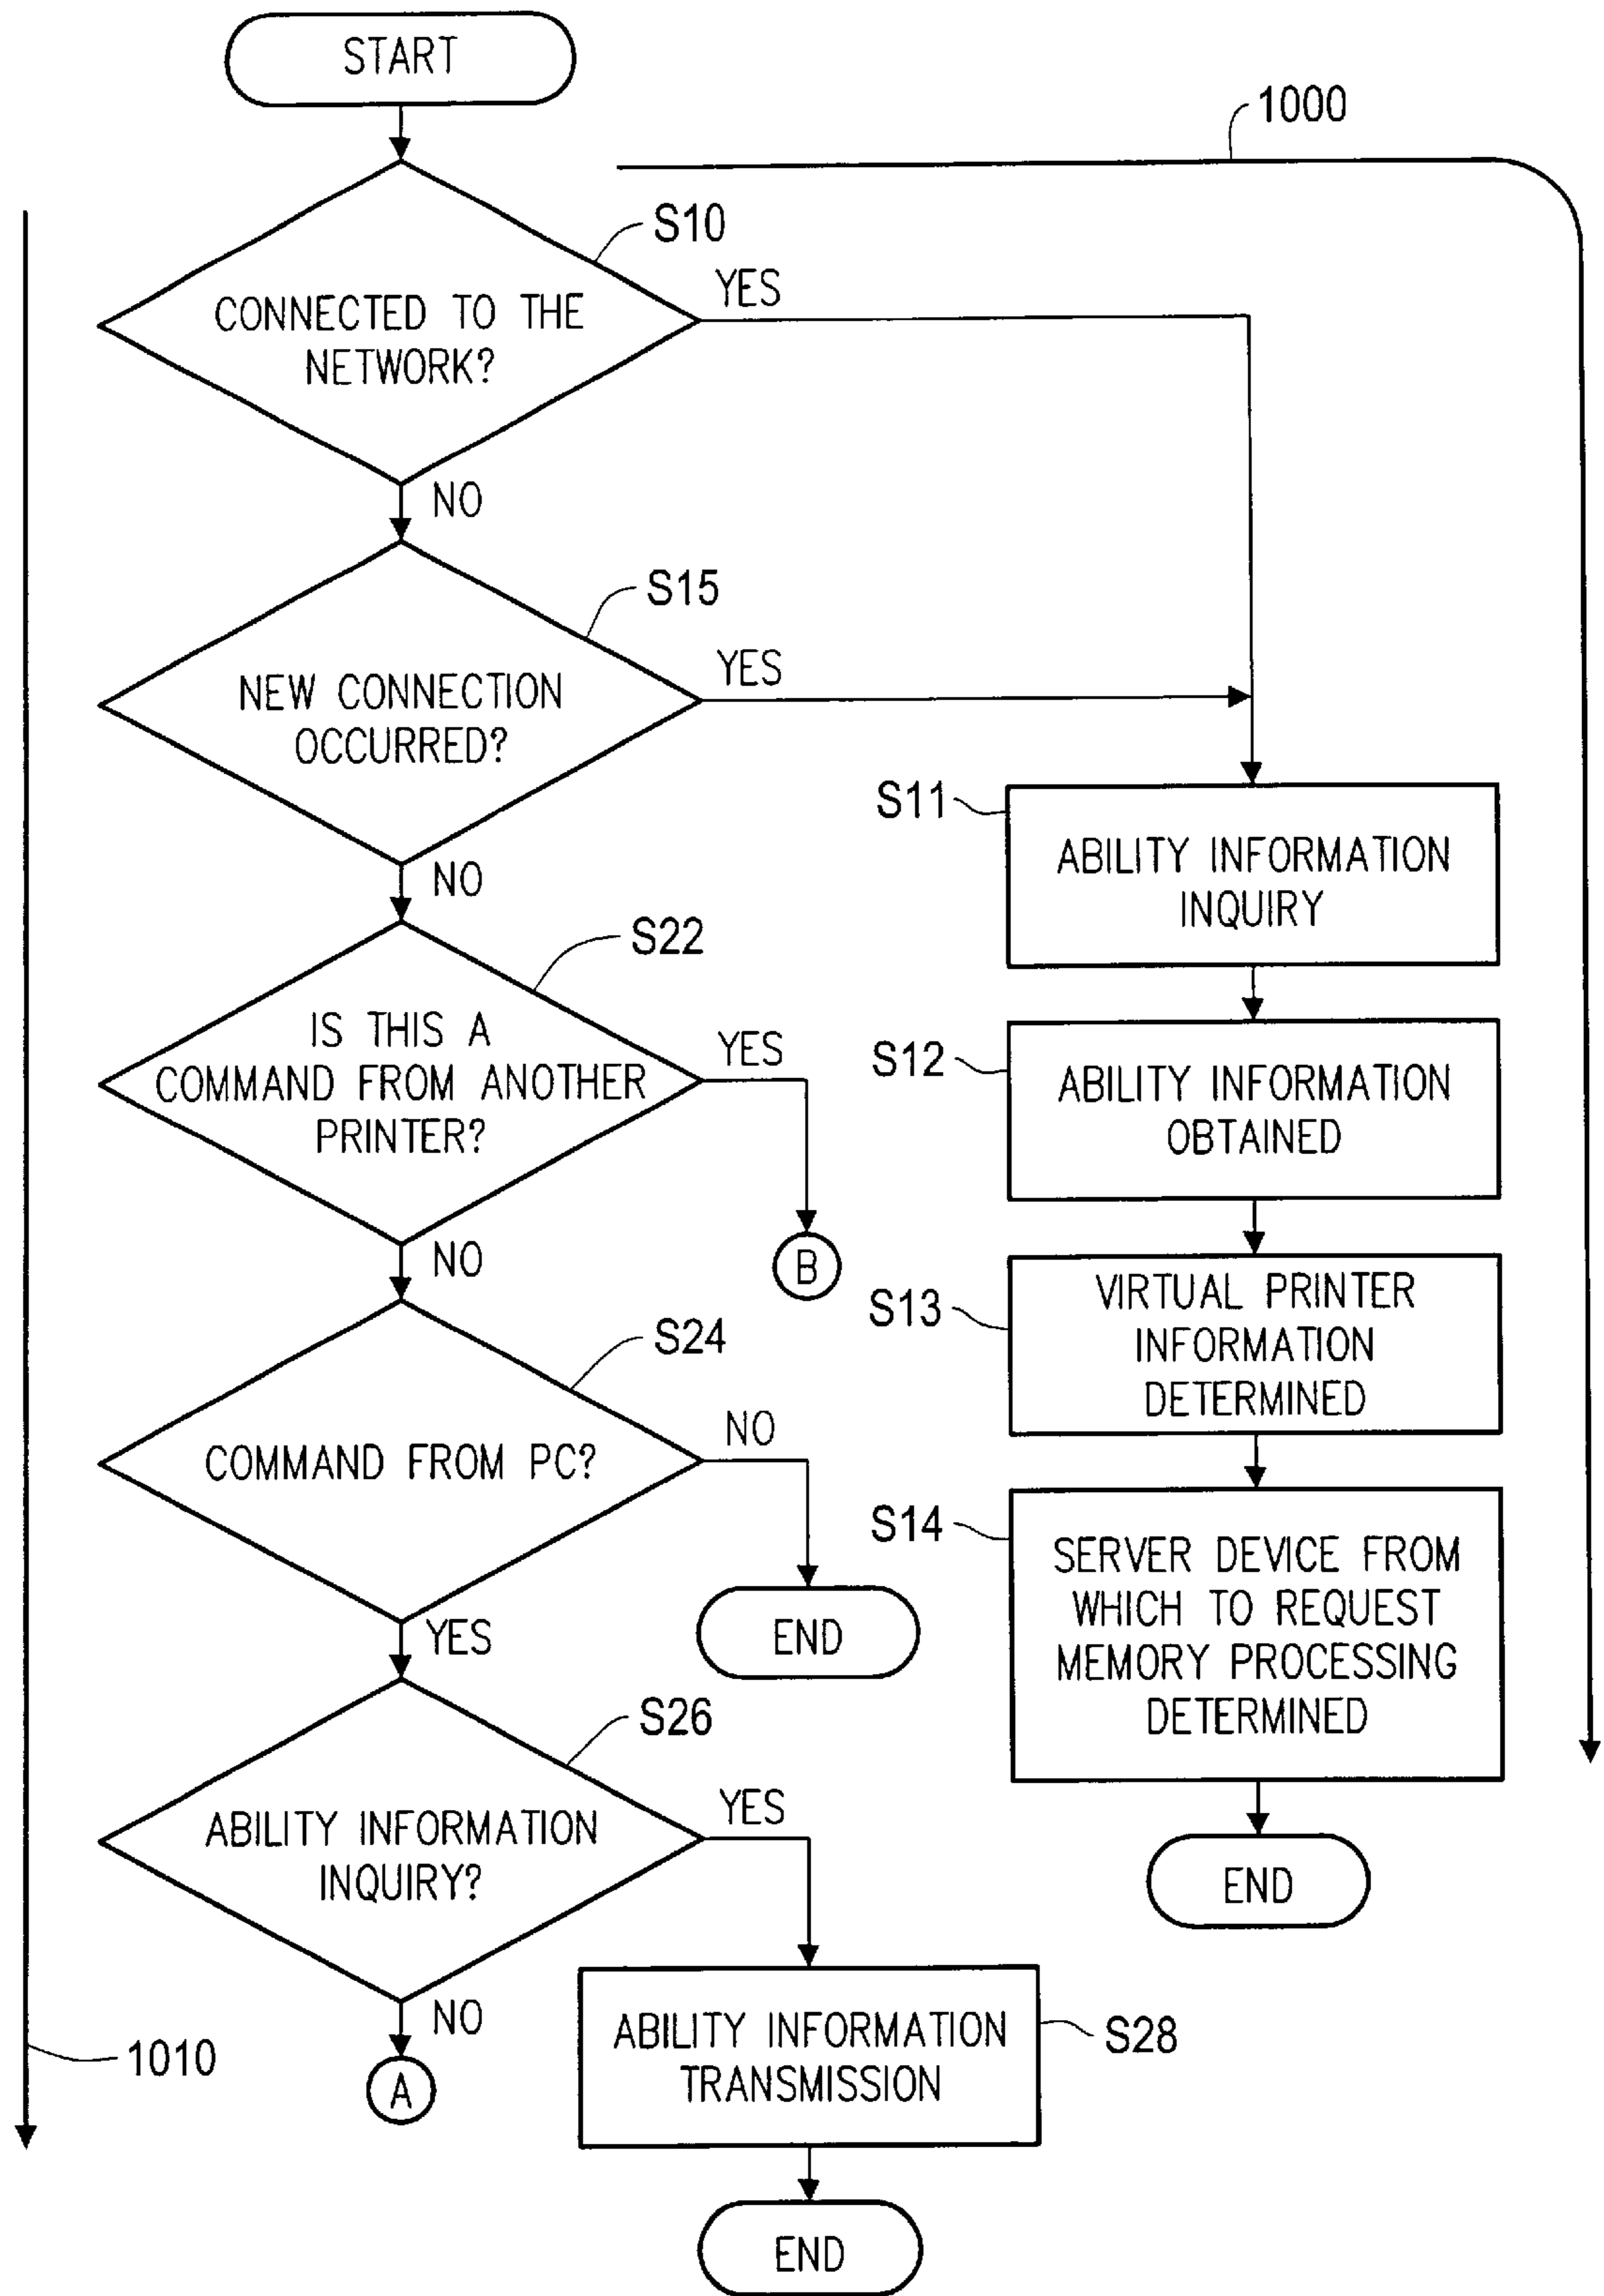 START
1000
S10
CONNECTED TO THE
NETWORK?
YES
NO
S15
NEW CONNECTION
OCCURRED?
YES
NO
S22
IS THIS A
COMMAND FROM ANOTHER
PRINTER?
YES
B
NO
S24
COMMAND FROM PC?
NO
END
YES
S26
ABILITY INFORMATION
INQUIRY?
YES
NO
A
1010
S28
ABILITY INFORMATION
TRANSMISSION
END
S11
ABILITY INFORMATION
INQUIRY
S12
ABILITY INFORMATION
OBTAINED
S13
VIRTUAL PRINTER
INFORMATION
DETERMINED
S14
SERVER DEVICE FROM
WHICH TO REQUEST
MEMORY PROCESSING
DETERMINED
END